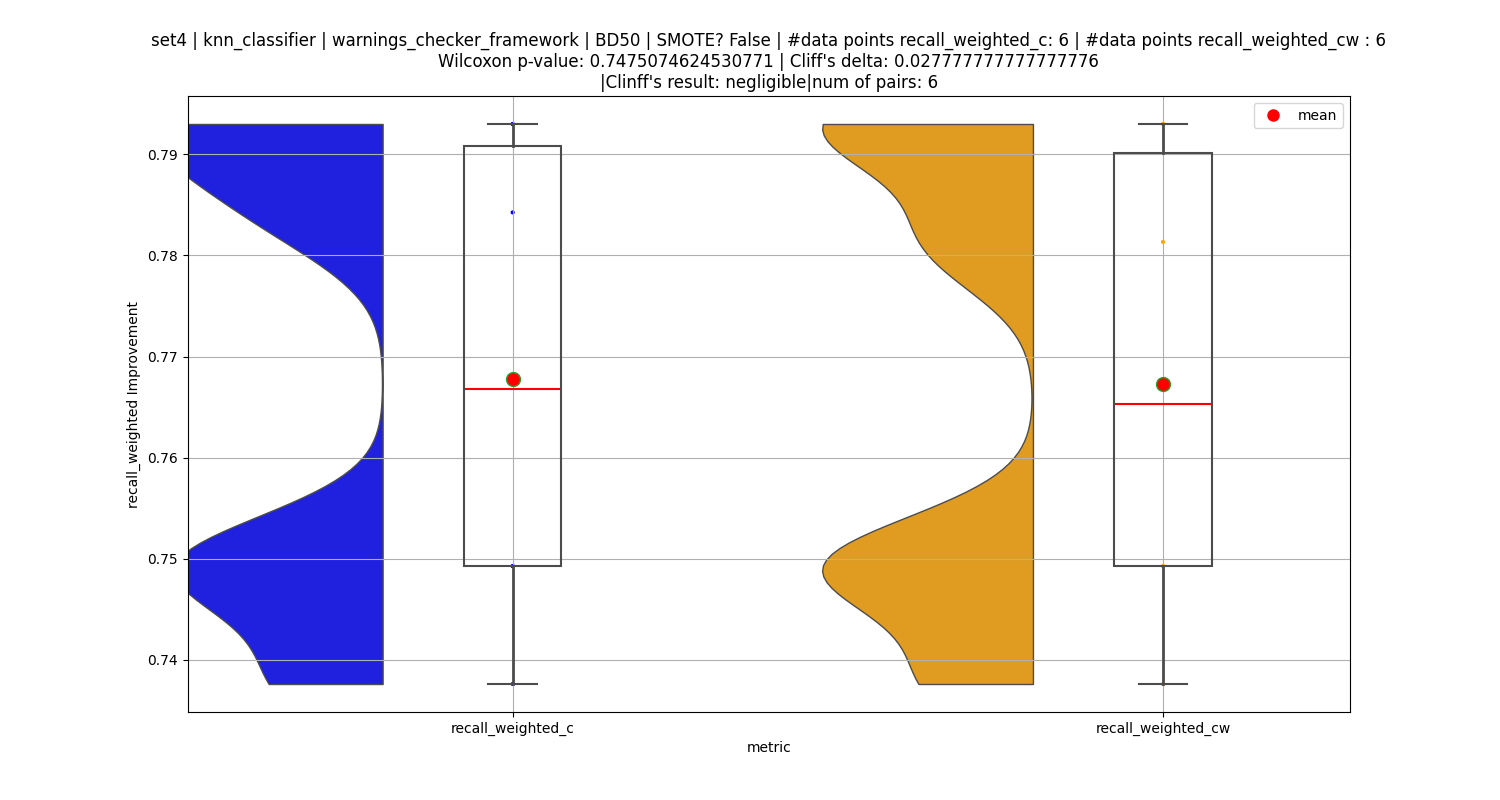 set4 | knn_classifier | warnings_checker_framework | BD50 | SMOTE? False | #data points recall_weighted_c: 6 | #data points recall_weighted_cw : 6
Wilcoxon p-value: 0.7475074624530771 | Cliff's delta: 0.027777777777777776
|Clinff's result: negligible|num of pairs: 6
mean
0.79
0.78
0.77
0.76
0.75
0.74
recall_weighted Improvement
recall_weighted_c
recall_weighted_cw
metric